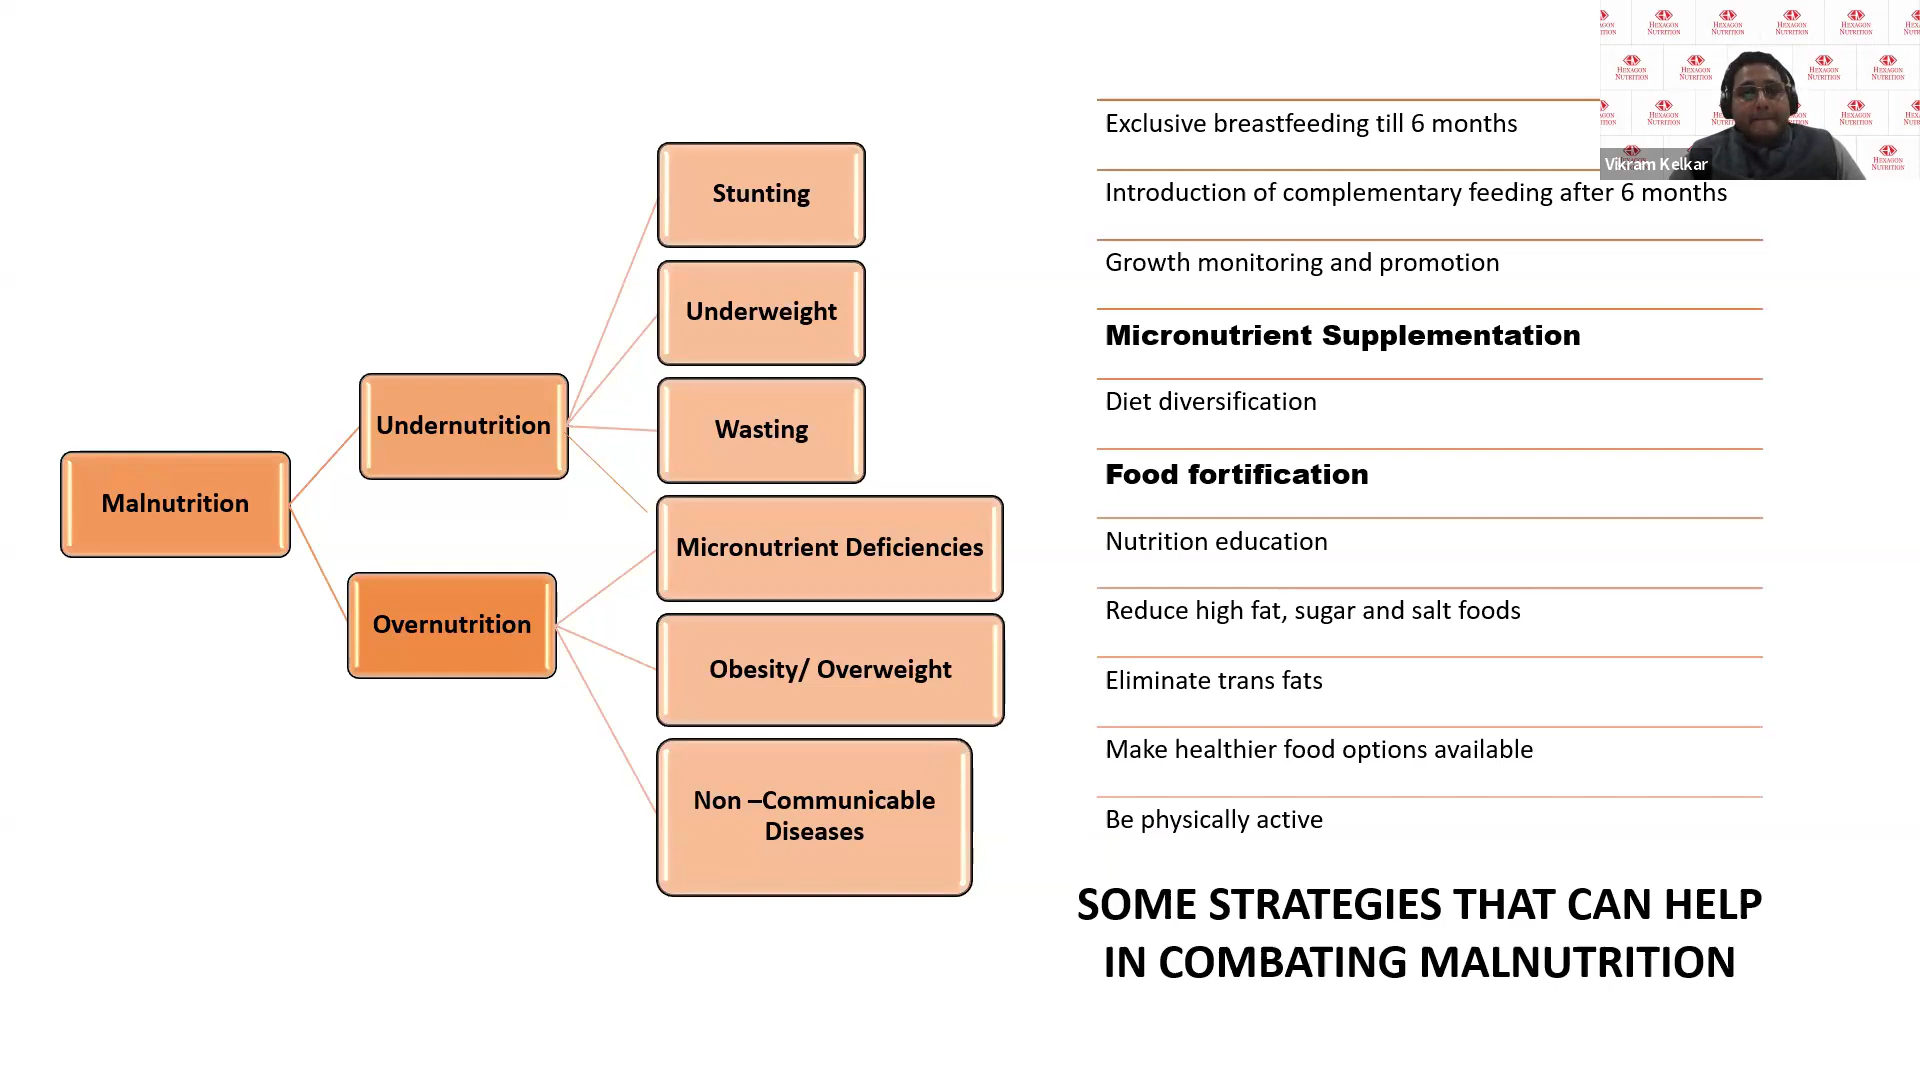 Malnutrition
Undernutrition
Overnutrition
Stunting
Underweight
Wasting
Micronutrient Deficiencies
Obesity/ Overweight
Non –Communicable
Diseases
Exclusive breastfeeding till 6 months
Introduction of complementary feeding after 6 months
Growth monitoring and promotion
Micronutrient Supplementation
Diet diversification
Food fortification
Nutrition education
Reduce high fat, sugar and salt foods
Eliminate trans fats
Make healthier food options available
Be physically active
SOME STRATEGIES THAT CAN HELP
IN COMBATING MALNUTRITION
HEXAGON
NUTRITION
Vikram Kelkar